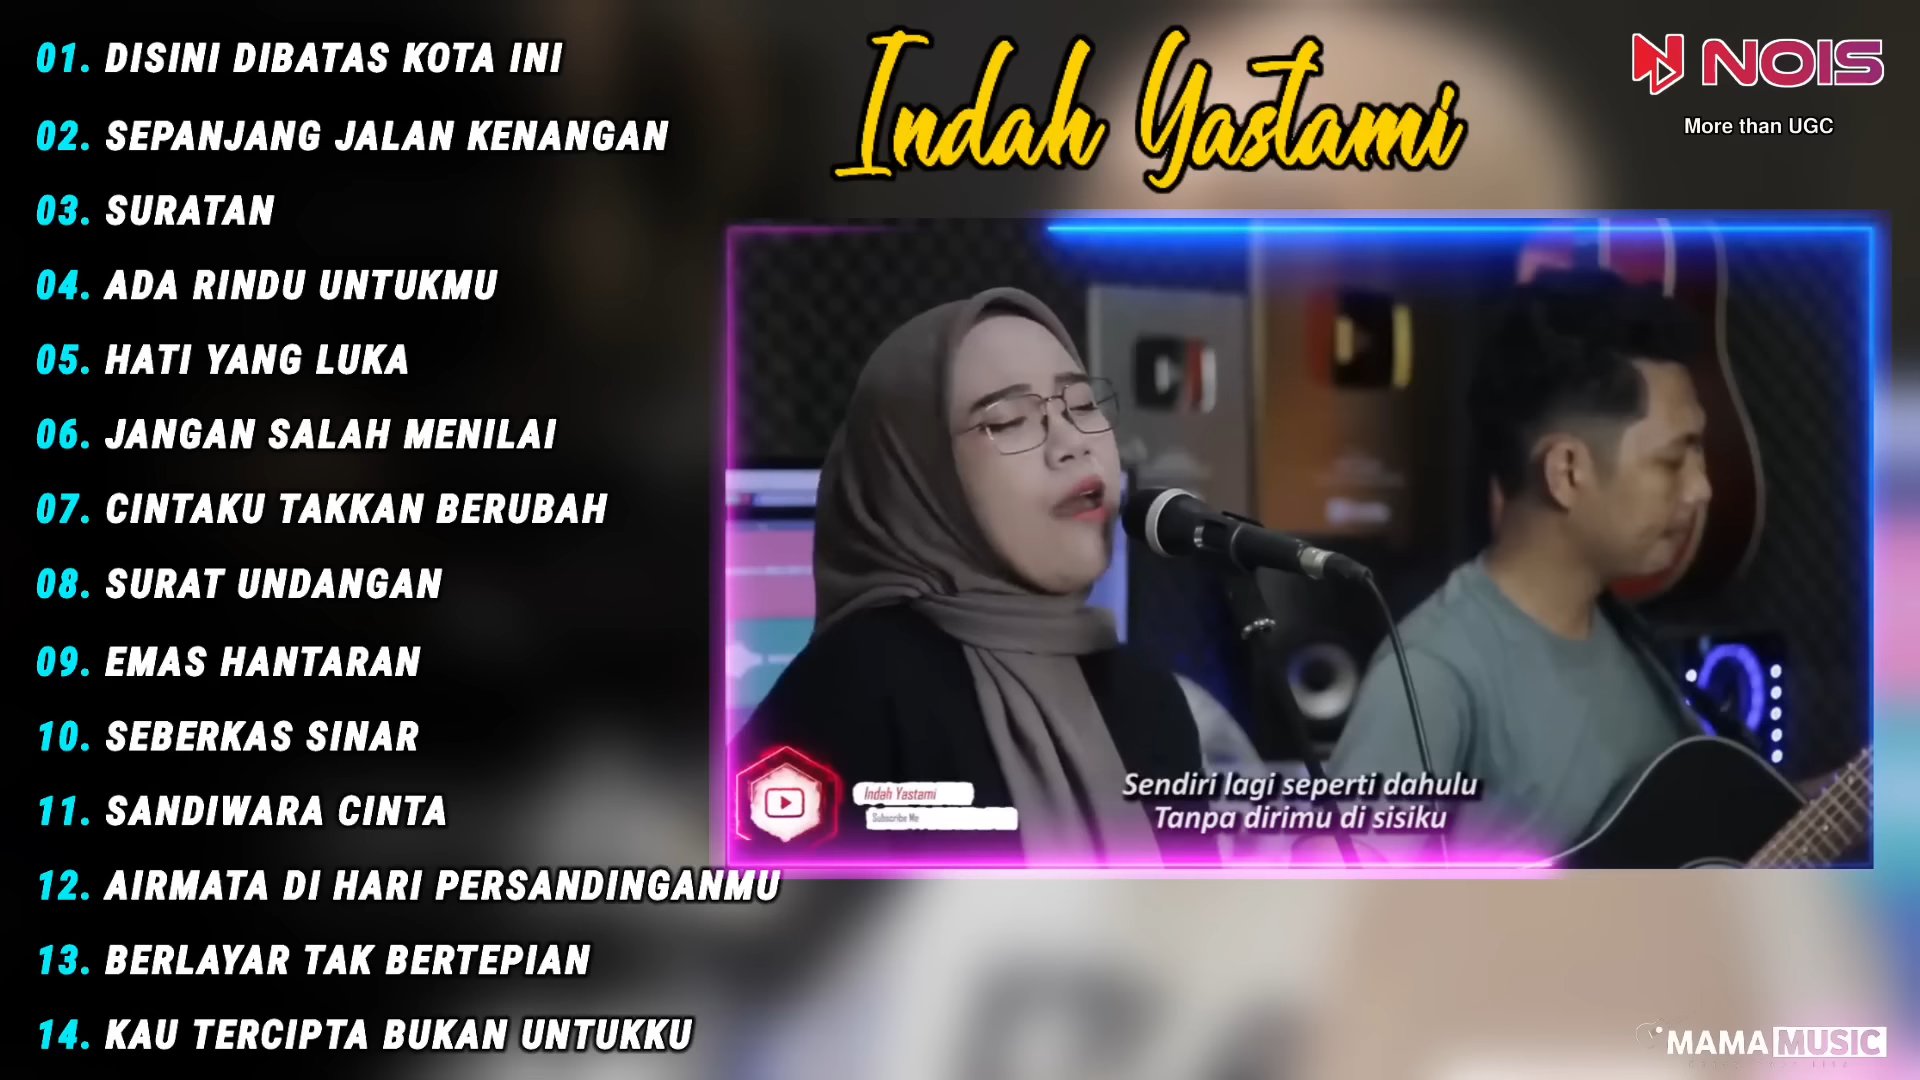 01. DISINI DIBATAS KOTA INI
02. SEPANJANG JALAN KENANGAN
03. SURATAN
04. ADA RINDU UNTUKMU
05. HATI YANG LUKA
06. JANGAN SALAH MENILAI
07. CINTAKU TAKKAN BERUBAH
08. SURAT UNDANGAN
09. EMAS HANTARAN
10. SEBERKAS SINAR
11. SANDIWARA CINTA
12. AIRMATA DI HARI PERSANDINGANMU
13. BERLAYAR TAK BERTEPIAN
14. KAU TERCIPTA BUKAN UNTUKKU
Indah Yastami
NOIS
More than UGC
Indah Yastami
Subscribe Me
Sendiri lagi seperti dahulu
Tanpa dirimu di sisiku
MAMA MUSIC